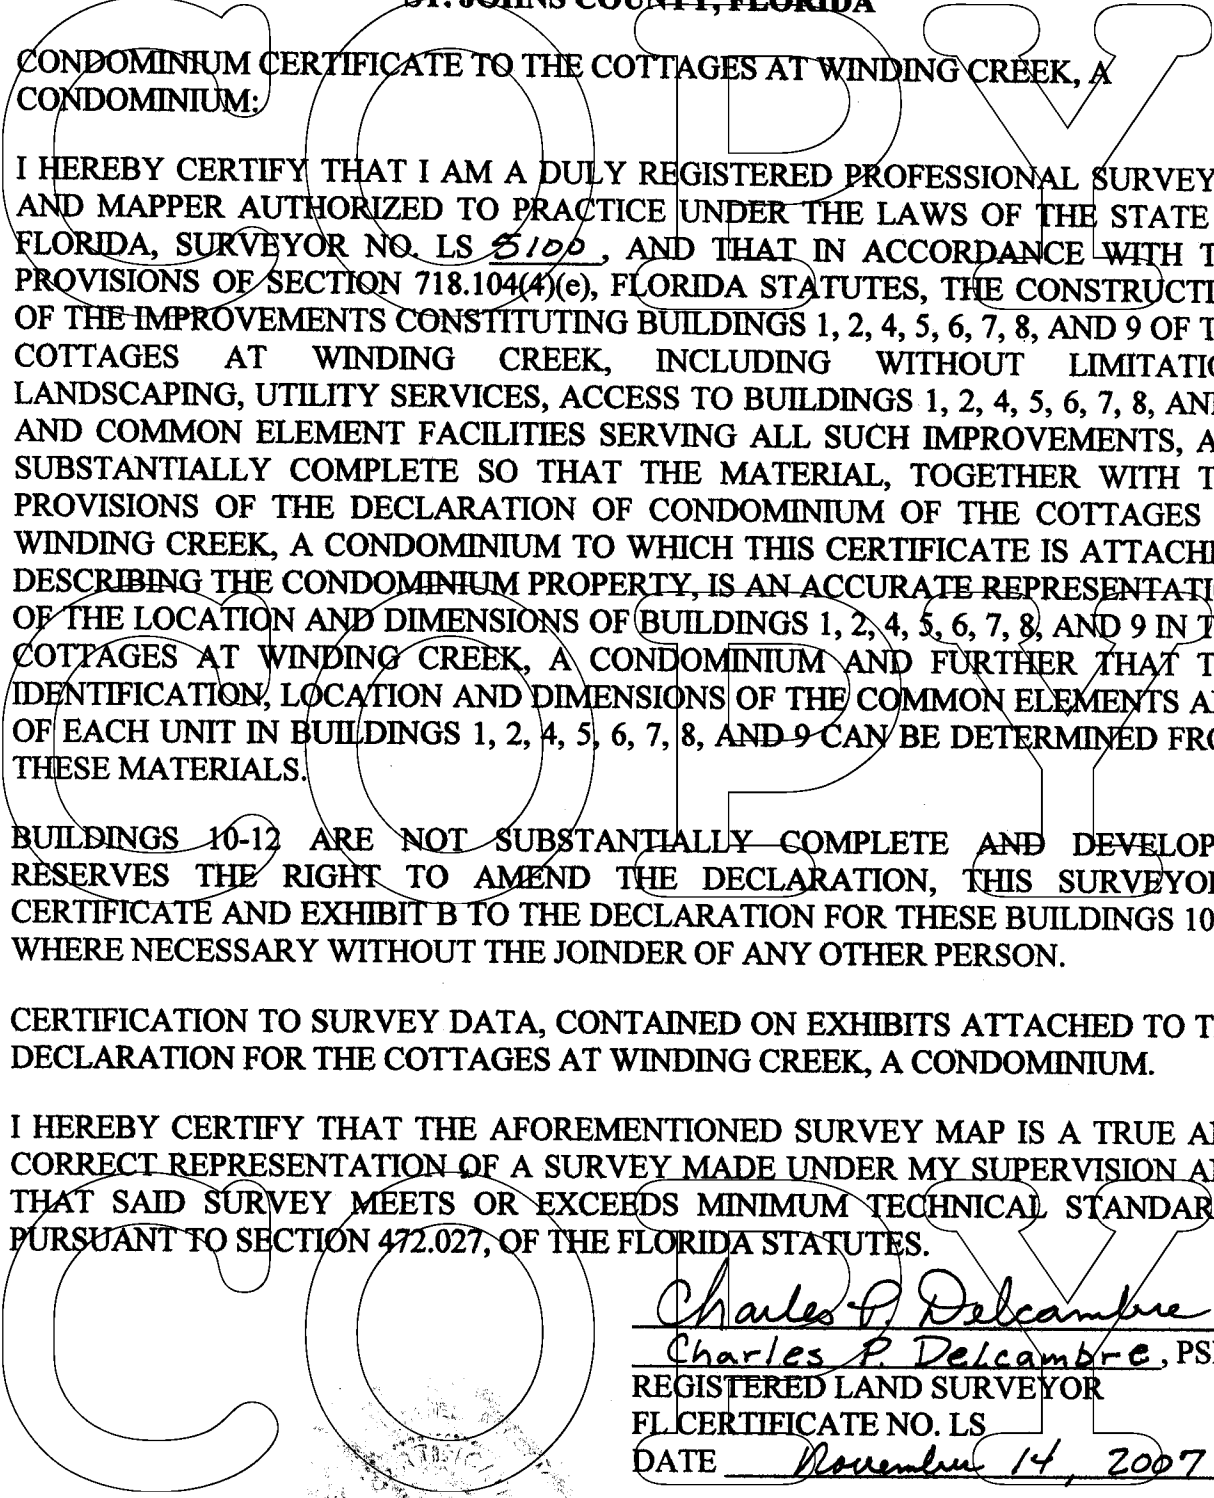 ST. JOHNS COUNTY, FLORIDA
CONDOMINIUM CERTIFICATE TO THE COTTAGES AT WINDING CREEK, A
CONDOMINIUM:
I HEREBY CERTIFY THAT I AM A DULY REGISTERED PROFESSIONAL SURVEY
AND MAPPER AUTHORIZED TO PRACTICE UNDER THE LAWS OF THE STATE
FLORIDA, SURVEYOR NO. LS 5100, AND THAT IN ACCORDANCE WITH T
PROVISIONS OF SECTION 718.104(4)(e), FLORIDA STATUTES, THE CONSTRUCTI
OF THE IMPROVEMENTS CONSTITUTING BUILDINGS 1, 2, 4, 5, 6, 7, 8, AND 9 OF T
COTTAGES AT WINDING CREEK, INCLUDING WITHOUT LIMITATIO
LANDSCAPING, UTILITY SERVICES, ACCESS TO BUILDINGS 1, 2, 4, 5, 6, 7, 8, AN
AND COMMON ELEMENT FACILITIES SERVING ALL SUCH IMPROVEMENTS, A
SUBSTANTIALLY COMPLETE SO THAT THE MATERIAL, TOGETHER WITH T
PROVISIONS OF THE DECLARATION OF CONDOMINIUM OF THE COTTAGES
WINDING CREEK, A CONDOMINIUM TO WHICH THIS CERTIFICATE IS ATTACH
DESCRIBING THE CONDOMINIUM PROPERTY, IS AN ACCURATE REPRESENTATI
OF THE LOCATION AND DIMENSIONS OF BUILDINGS 1, 2, 4, 5, 6, 7, 8, AND 9 IN T
COTTAGES AT WINDING CREEK, A CONDOMINIUM AND FURTHER THAT T
IDENTIFICATION, LOCATION AND DIMENSIONS OF THE COMMON ELEMENTS A
OF EACH UNIT IN BUILDINGS 1, 2, 4, 5, 6, 7, 8, AND 9 CAN BE DETERMINED FRO
THESE MATERIALS.
BUILDINGS 10-12 ARE NOT SUBSTANTIALLY COMPLETE AND DEVELOP
RESERVES THE RIGHT TO AMEND THE DECLARATION, THIS SURVEYO
CERTIFICATE AND EXHIBIT B TO THE DECLARATION FOR THESE BUILDINGS 10
WHERE NECESSARY WITHOUT THE JOINDER OF ANY OTHER PERSON.
CERTIFICATION TO SURVEY DATA, CONTAINED ON EXHIBITS ATTACHED TO T
DECLARATION FOR THE COTTAGES AT WINDING CREEK, A CONDOMINIUM.
I HEREBY CERTIFY THAT THE AFOREMENTIONED SURVEY MAP IS A TRUE A
CORRECT REPRESENTATION OF A SURVEY MADE UNDER MY SUPERVISION A
THAT SAID SURVEY MEETS OR EXCEEDS MINIMUM TECHNICAL STANDAR
PURSUANT TO SECTION 472.027, OF THE FLORIDA STATUTES.
Charles P. Delcambre
Charles P. Delcambre, PS
REGISTERED LAND SURVEYOR
FL CERTIFICATE NO. LS
DATE November 14, 2007
COPY
COPY
COPY